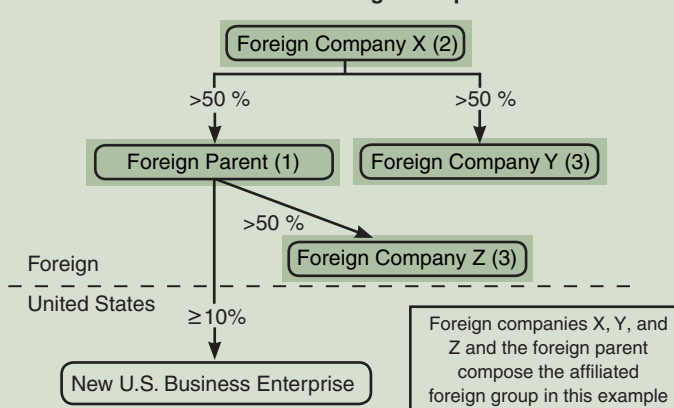 Foreign Company X (2)
>50 %
>50 %
Foreign Parent (1)
Foreign Company Y (3)
>50 %
Foreign Company Z (3)
Foreign
United States
≥10%
Foreign companies X, Y, and
Z and the foreign parent
compose the affiliated
foreign group in this example
New U.S. Business Enterprise